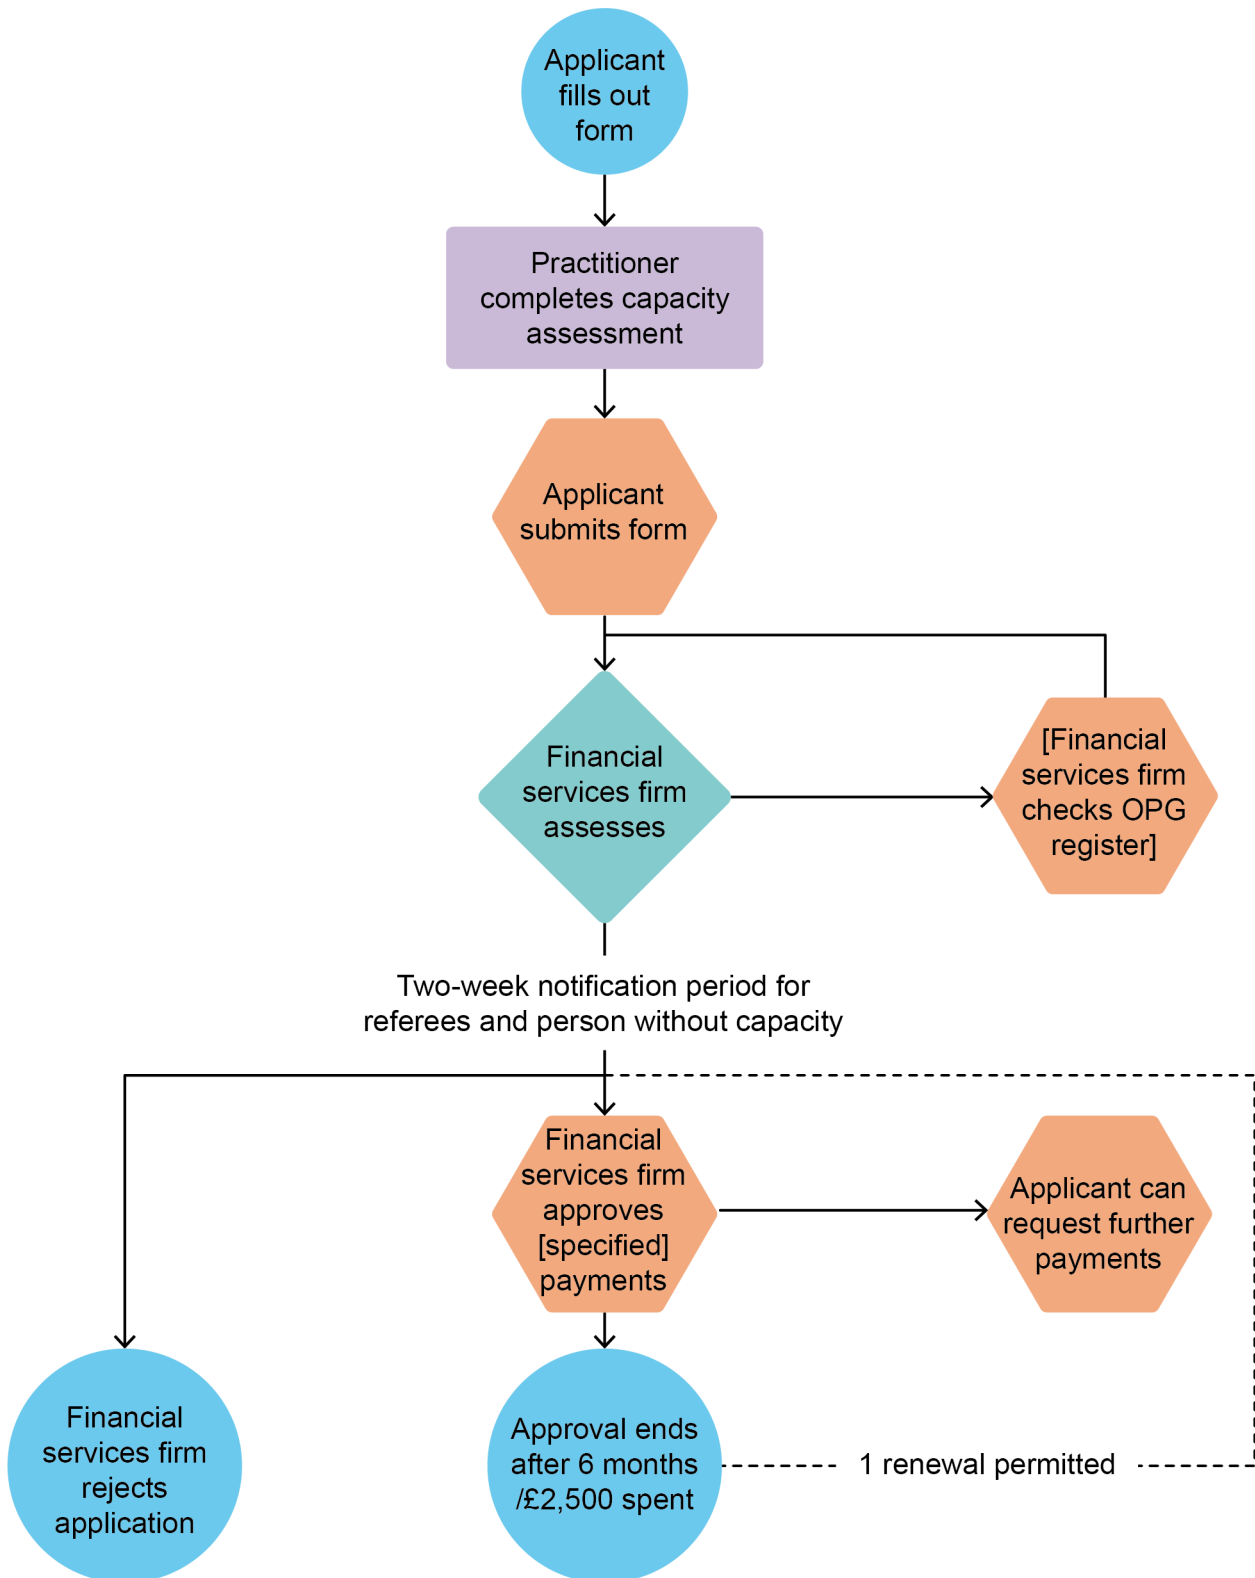 Applicant
fills out
form
Practitioner
completes capacity
assessment
Applicant
submits form
Financial
services firm
assesses
[Financial
services firm
checks OPG
register]
Two-week notification period for
referees and person without capacity
Financial
services firm
approves
[specified]
payments
Applicant can
request further
payments
Financial
services firm
rejects
application
Approval ends
after 6 months
/£2,500 spent
1 renewal permitted